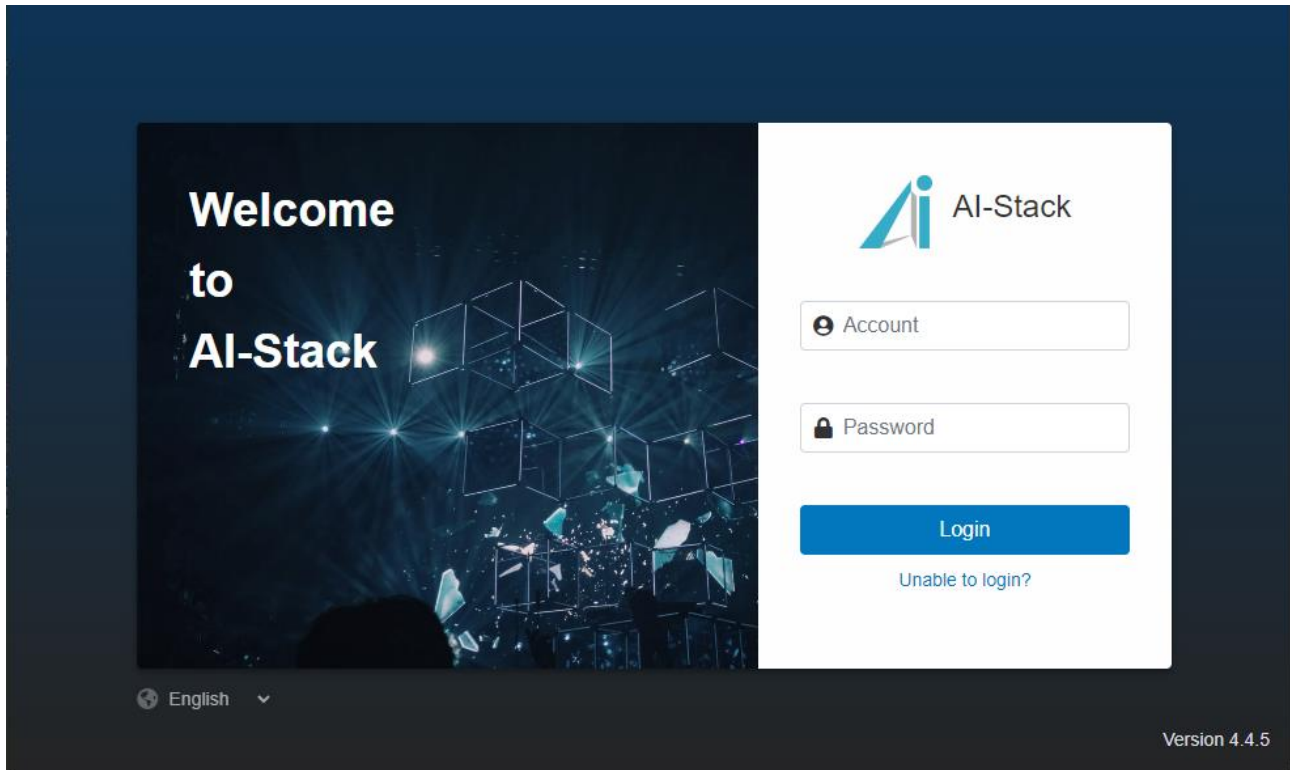 Welcome
to
AI-Stack
AI-Stack
Account
Password
Login
Unable to login?
English
Version 4.4.5